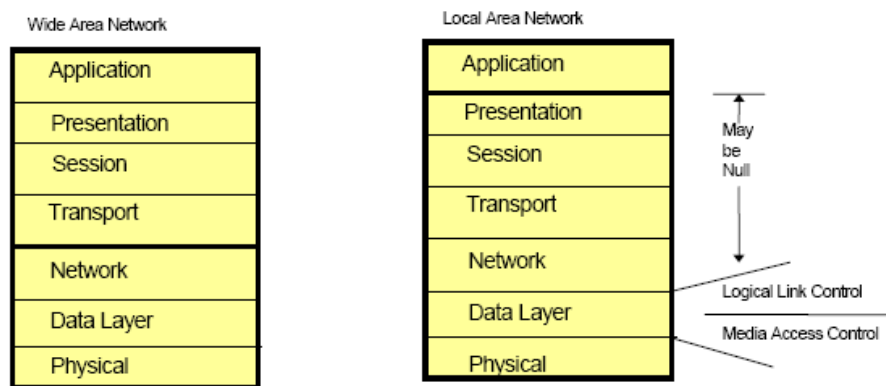 Wide Area Network
Application
Presentation
Session
Transport
Network
Data Layer
Physical
Local Area Network
Application
Presentation
Session
Transport
Network
Data Layer
Physical
May
be
Null
Logical Link Control
Media Access Control